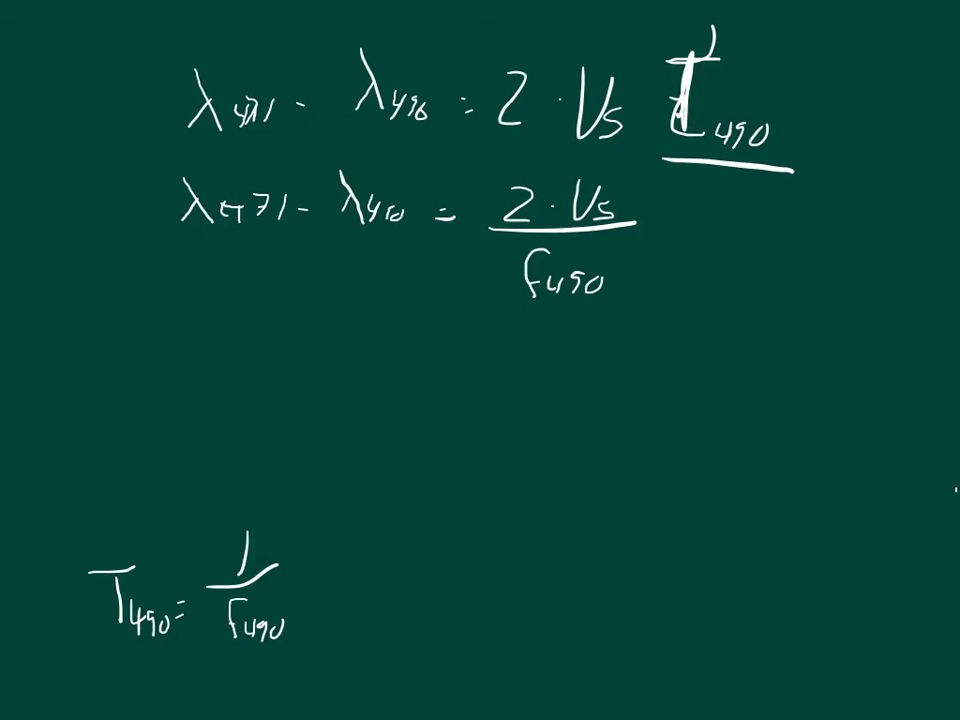 λ471 - λ490 = 2 · Vs T490
λ471 - λ490 = 2 · Vs / f490
T490 = 1 / f490